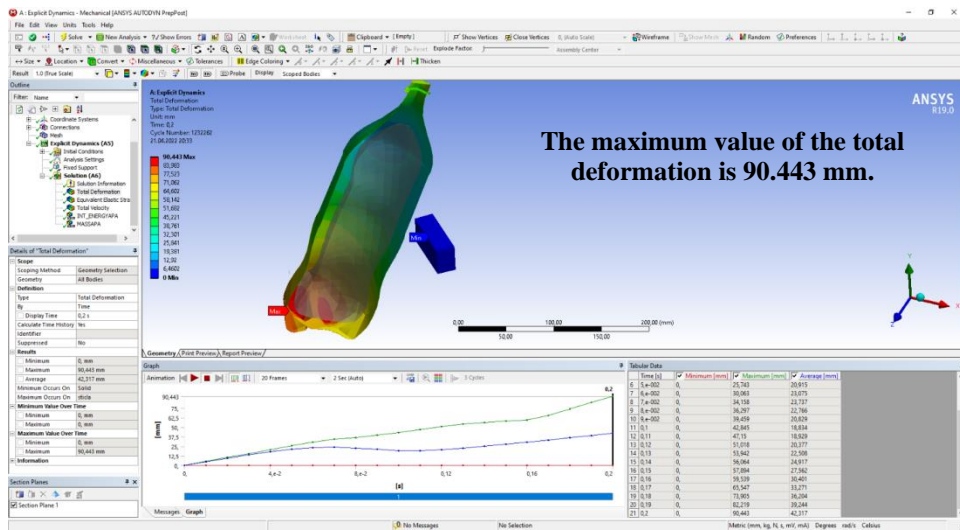 A : Explicit Dynamics - Mechanical [ANSYS AUTODYN PrepPost]
File Edit View Units Tools Help
Solve New Analysis ?/ Show Errors Worksheet Clipboard [Empty] Show Vertices Close Vertices 0, (Auto Scale) Wireframe Show Mesh Random Preferences
Reset Explode Factor: Assembly Center
Size Location Convert Miscellaneous Tolerances Edge Coloring Thicken
Result 1,0 (True Scale) Probe Display Scoped Bodies
Outline
Filter: Name
Coordinate Systems
Connections
Mesh
Explicit Dynamics (A5)
Initial Conditions
Analysis Settings
Fixed Support
Solution (A6)
Solution Information
Total Deformation
Equivalent Elastic Stra
Total Velocity
INT_ENERGYAPA
MASSAPA
Details of "Total Deformation"
Scope
Scoping Method Geometry Selection
Geometry All Bodies
Definition
Type Total Deformation
By Time
Display Time 0,2 s
Calculate Time History Yes
Identifier
Suppressed No
Results
Minimum 0, mm
Maximum 90,443 mm
Average 42,317 mm
Minimum Occurs On Solid
Maximum Occurs On sticla
Minimum Value Over Time
Minimum 0, mm
Maximum 0, mm
Maximum Value Over Time
Minimum 0, mm
Maximum 90,443 mm
Information
Section Planes
Section Plane 1
A: Explicit Dynamics
Total Deformation
Type: Total Deformation
Unit: mm
Time: 0,2
21.08.2022 20:55
90,443 Max
83,983
77,523
71,062
64,602
58,142
51,682
45,221
38,761
32,301
25,841
19,381
12,92
6,4602
0 Min
Max
Min
The maximum value of the total
deformation is 90.443 mm.
ANSYS
R19.0
Y
X
Z
0,00 100,00 200,00 (mm)
50,00 150,00
Geometry Print Preview Report Preview
Graph
Animation 20 Frames 2 Sec (Auto) 3 Cycles
0,2
90,443
75,
62,5
50,
37,5
25,
12,5
0,
[mm]
0, 4,e-2 8,e-2 0,12 0,16 0,2
[s]
1
Messages Graph
Tabular Data
Time [s] Minimum [mm] Maximum [mm] Average [mm]
6 5,e-002 0, 25,743 20,915
7 6,e-002 0, 30,063 23,075
8 7,e-002 0, 34,158 23,737
9 8,e-002 0, 36,297 22,766
10 9,e-002 0, 39,459 20,829
11 0,1 0, 42,845 18,834
12 0,11 0, 47,15 18,829
13 0,12 0, 51,018 20,377
14 0,13 0, 53,942 22,508
15 0,14 0, 56,064 24,917
16 0,15 0, 57,894 27,562
17 0,16 0, 59,539 30,401
18 0,17 0, 65,547 33,271
19 0,18 0, 73,905 36,204
20 0,19 0, 82,219 39,244
21 0,2 0, 90,443 42,317
No Messages No Selection Metric (mm, kg, N, s, mV, mA) Degrees rad/s Celsius